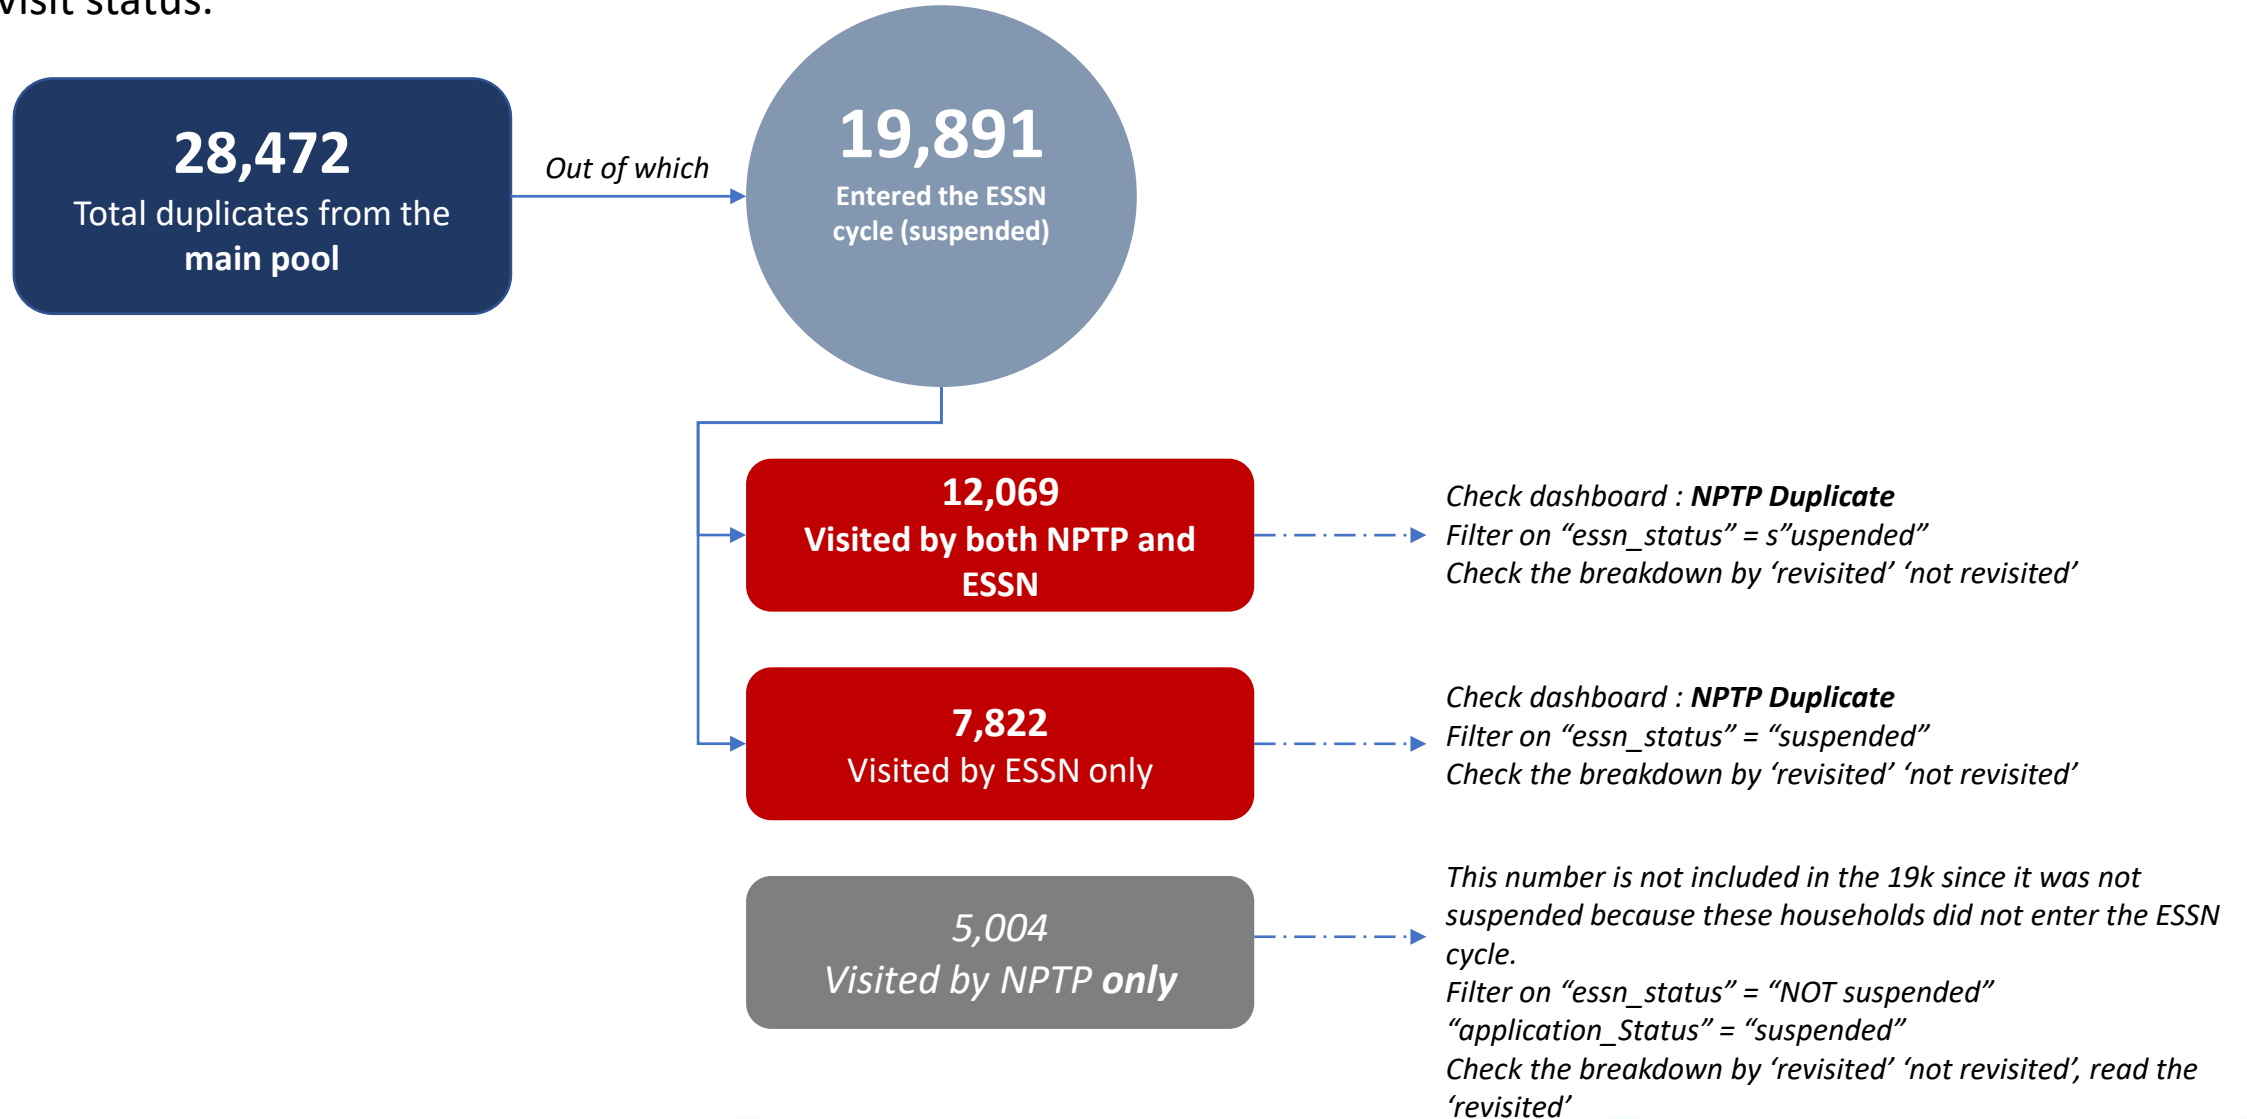 visit status.
28,472
Total duplicates from the
main pool
Out of which
19,891
Entered the ESSN
cycle (suspended)
12,069
Visited by both NPTP and
ESSN
Check dashboard : NPTP Duplicate
Filter on “essn_status” = s”uspended”
Check the breakdown by ‘revisited’ ‘not revisited’
7,822
Visited by ESSN only
Check dashboard : NPTP Duplicate
Filter on “essn_status” = “suspended”
Check the breakdown by ‘revisited’ ‘not revisited’
5,004
Visited by NPTP only
This number is not included in the 19k since it was not
suspended because these households did not enter the ESSN
cycle.
Filter on “essn_status” = “NOT suspended”
“application_Status” = “suspended”
Check the breakdown by ‘revisited’ ‘not revisited’, read the
‘revisited’